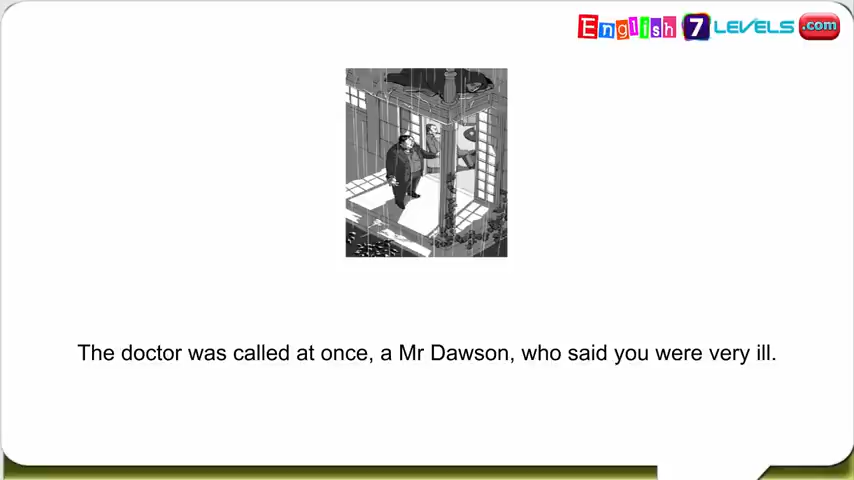 English 7 LEVELS .com
The doctor was called at once, a Mr Dawson, who said you were very ill.